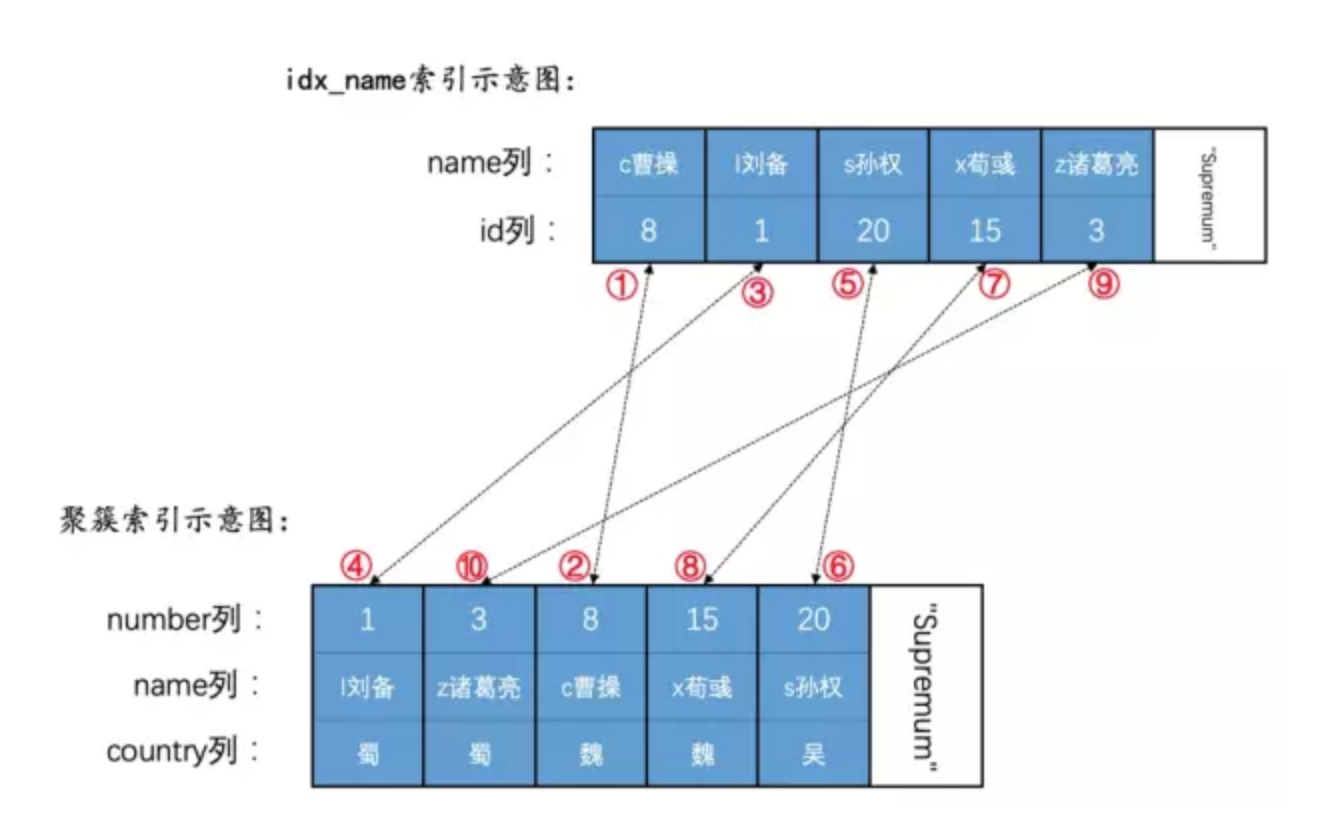 idx_name索引示意图：
name列： c曹操 l刘备 s孙权 x荀彧 z诸葛亮 "Supremum"
id列： 8 1 20 15 3
① ③ ⑤ ⑦ ⑨
聚簇索引示意图：
④ ⑩ ② ⑧ ⑥
number列： 1 3 8 15 20 "Supremum"
name列： l刘备 z诸葛亮 c曹操 x荀彧 s孙权
country列： 蜀 蜀 魏 魏 吴